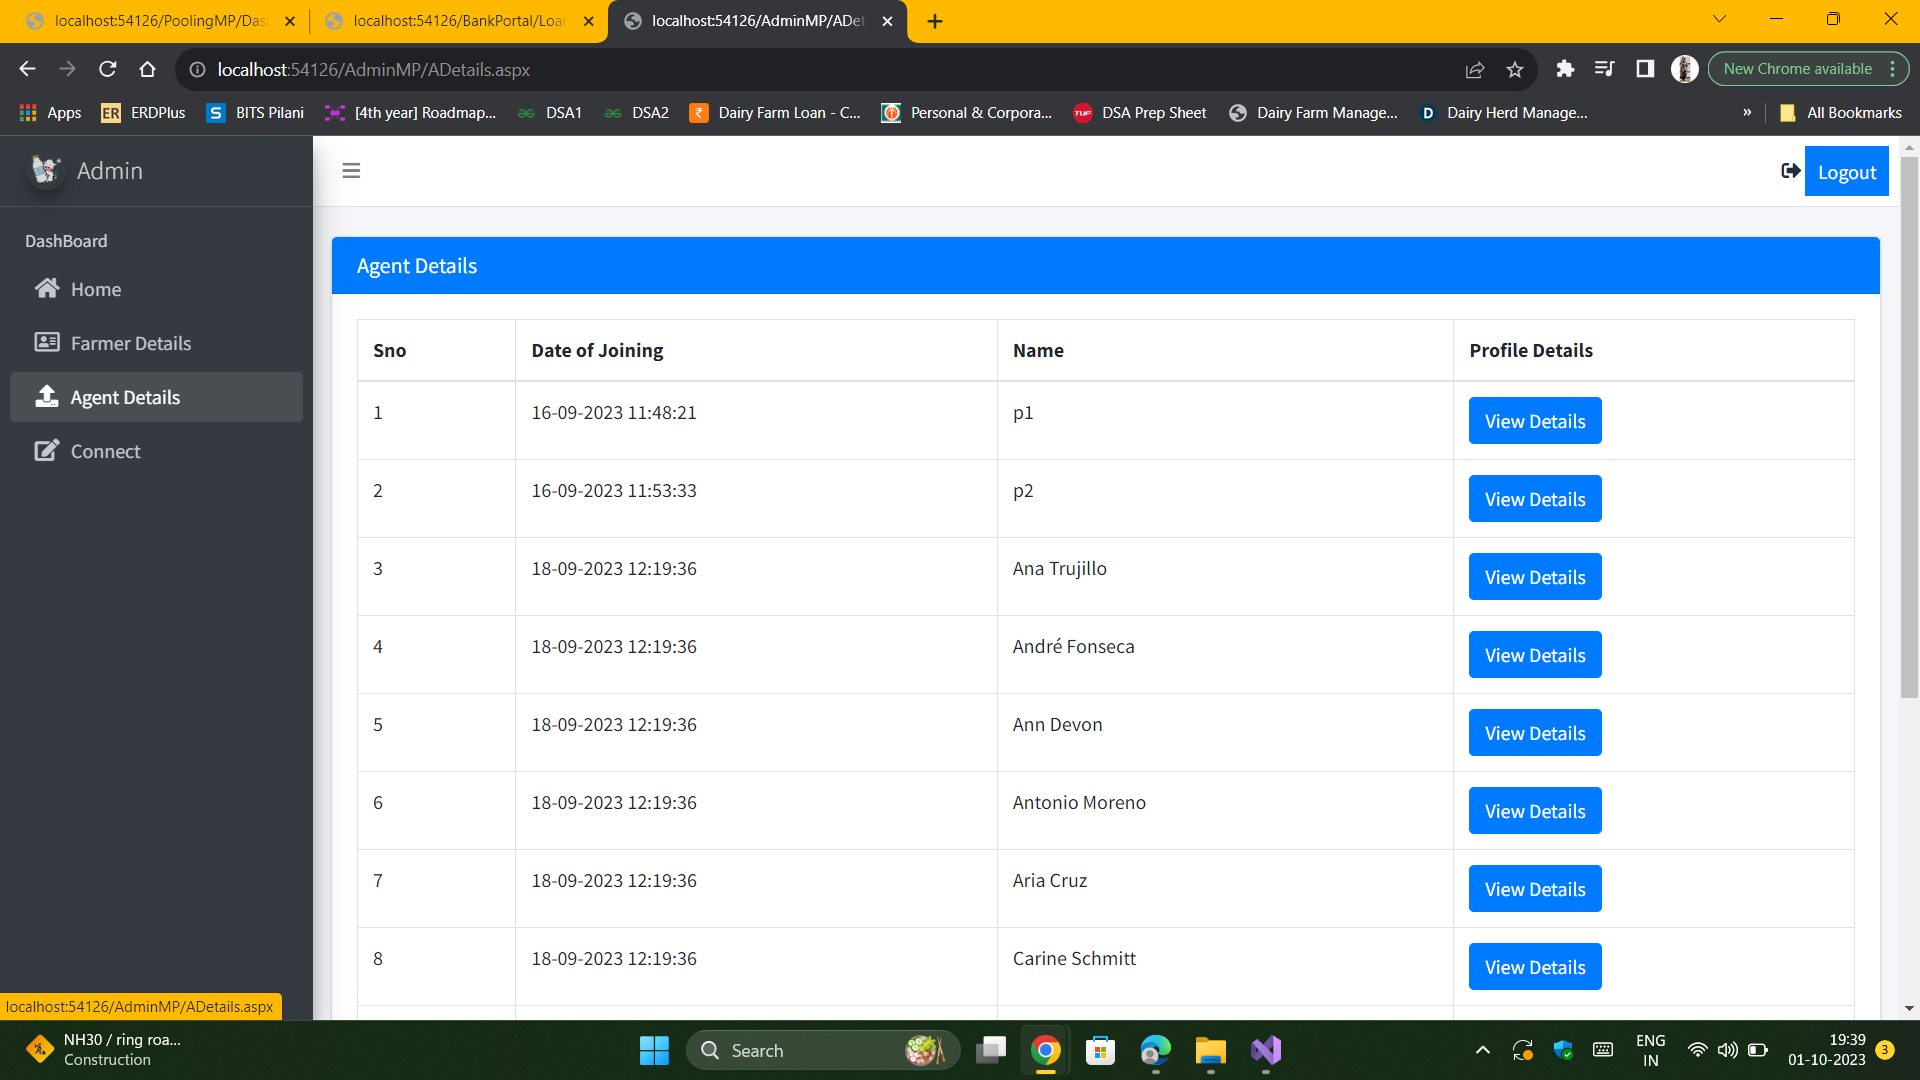 localhost:54126/PoolingMP/Das
localhost:54126/BankPortal/Loan
localhost:54126/AdminMP/ADet
localhost:54126/AdminMP/ADetails.aspx
New Chrome available
Apps
ER
ERDPlus
S
BITS Pilani
[4th year] Roadmap...
DSA1
DSA2
Dairy Farm Loan - C...
Personal & Corpora...
TUF
DSA Prep Sheet
Dairy Farm Manage...
D
Dairy Herd Manage...
»
All Bookmarks
Admin
Logout
DashBoard
Home
Farmer Details
Agent Details
Connect
Agent Details
Sno Date of Joining Name Profile Details
1 16-09-2023 11:48:21 p1 View Details
2 16-09-2023 11:53:33 p2 View Details
3 18-09-2023 12:19:36 Ana Trujillo View Details
4 18-09-2023 12:19:36 André Fonseca View Details
5 18-09-2023 12:19:36 Ann Devon View Details
6 18-09-2023 12:19:36 Antonio Moreno View Details
7 18-09-2023 12:19:36 Aria Cruz View Details
8 18-09-2023 12:19:36 Carine Schmitt View Details
localhost:54126/AdminMP/ADetails.aspx
NH30 / ring roa...
Construction
Search
ENG
IN
19:39
01-10-2023
3